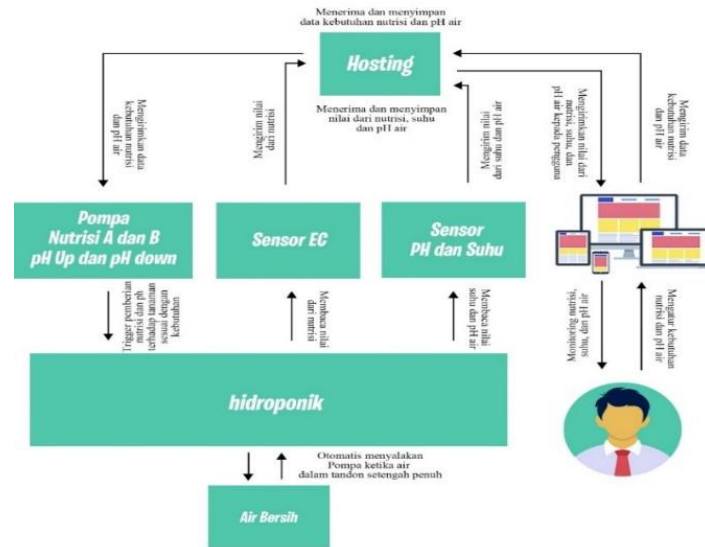 Menerima dan menyimpan
data kebutuhan nutrisi dan pH air
Hosting
Menerima dan menyimpan
nilai dari nutrisi, suhu
dan pH air
Mengirimkan data
kebutuhan nutrisi
dan pH air
Mengirim nilai
dari nutrisi
Mengirim nilai
dari suhu dan pH air
Mengirimkan nilai dari
nutrisi, suhu, dan
pH air kepada pengguna
Mengirim data
kebutuhan nutrisi
dan pH air
Pompa
Nutrisi A dan B
pH Up dan pH down
Sensor EC
Sensor
PH dan Suhu
Trigger pemberian
nutrisi dan ph
terhadap tanaman
sesuai dengan
kebutuhan
Membaca nilai
dari nutrisi
Membaca nilai
suhu dan pH air
Monitoring nutrisi,
suhu, dan pH air
Mengatur kebutuhan
nutrisi dan pH air
hidroponik
Otomatis menyalakan
Pompa ketika air
dalam tandon setengah penuh
Air Bersih